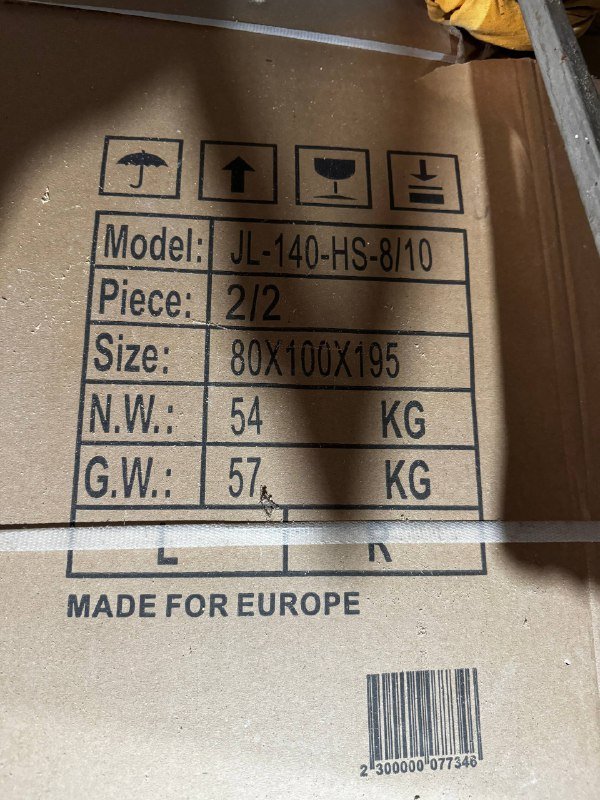 Model: JL-140-HS-8/10
Piece: 2/2
Size: 80X100X195
N.W.: 54 KG
G.W.: 57 KG
L R
MADE FOR EUROPE
2 300000 077346